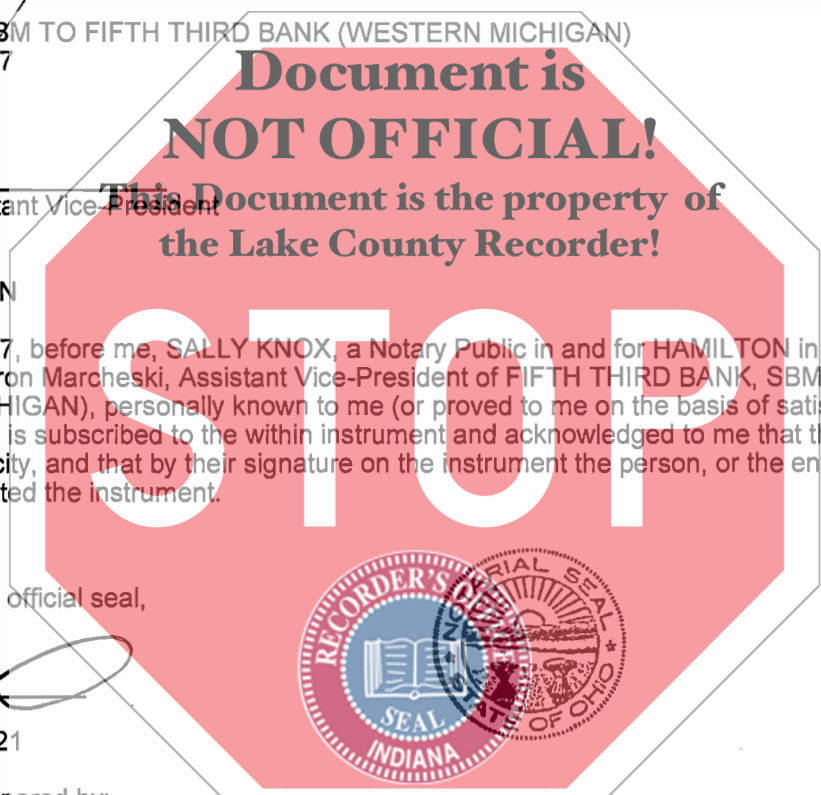 BM TO FIFTH THIRD BANK (WESTERN MICHIGAN)
7
Document is
NOT OFFICIAL!
This Document is the property of
the Lake County Recorder!
tant Vice-President
N
STOP
7, before me, SALLY KNOX, a Notary Public in and for HAMILTON in
ron Marcheski, Assistant Vice-President of FIFTH THIRD BANK, SBM
HIGAN), personally known to me (or proved to me on the basis of satis
is subscribed to the within instrument and acknowledged to me that th
city, and that by their signature on the instrument the person, or the en
ted the instrument.
official seal,
RECORDER'S OFFICE
SEAL
INDIANA
NOTARIAL SEAL
STATE OF OHIO
21